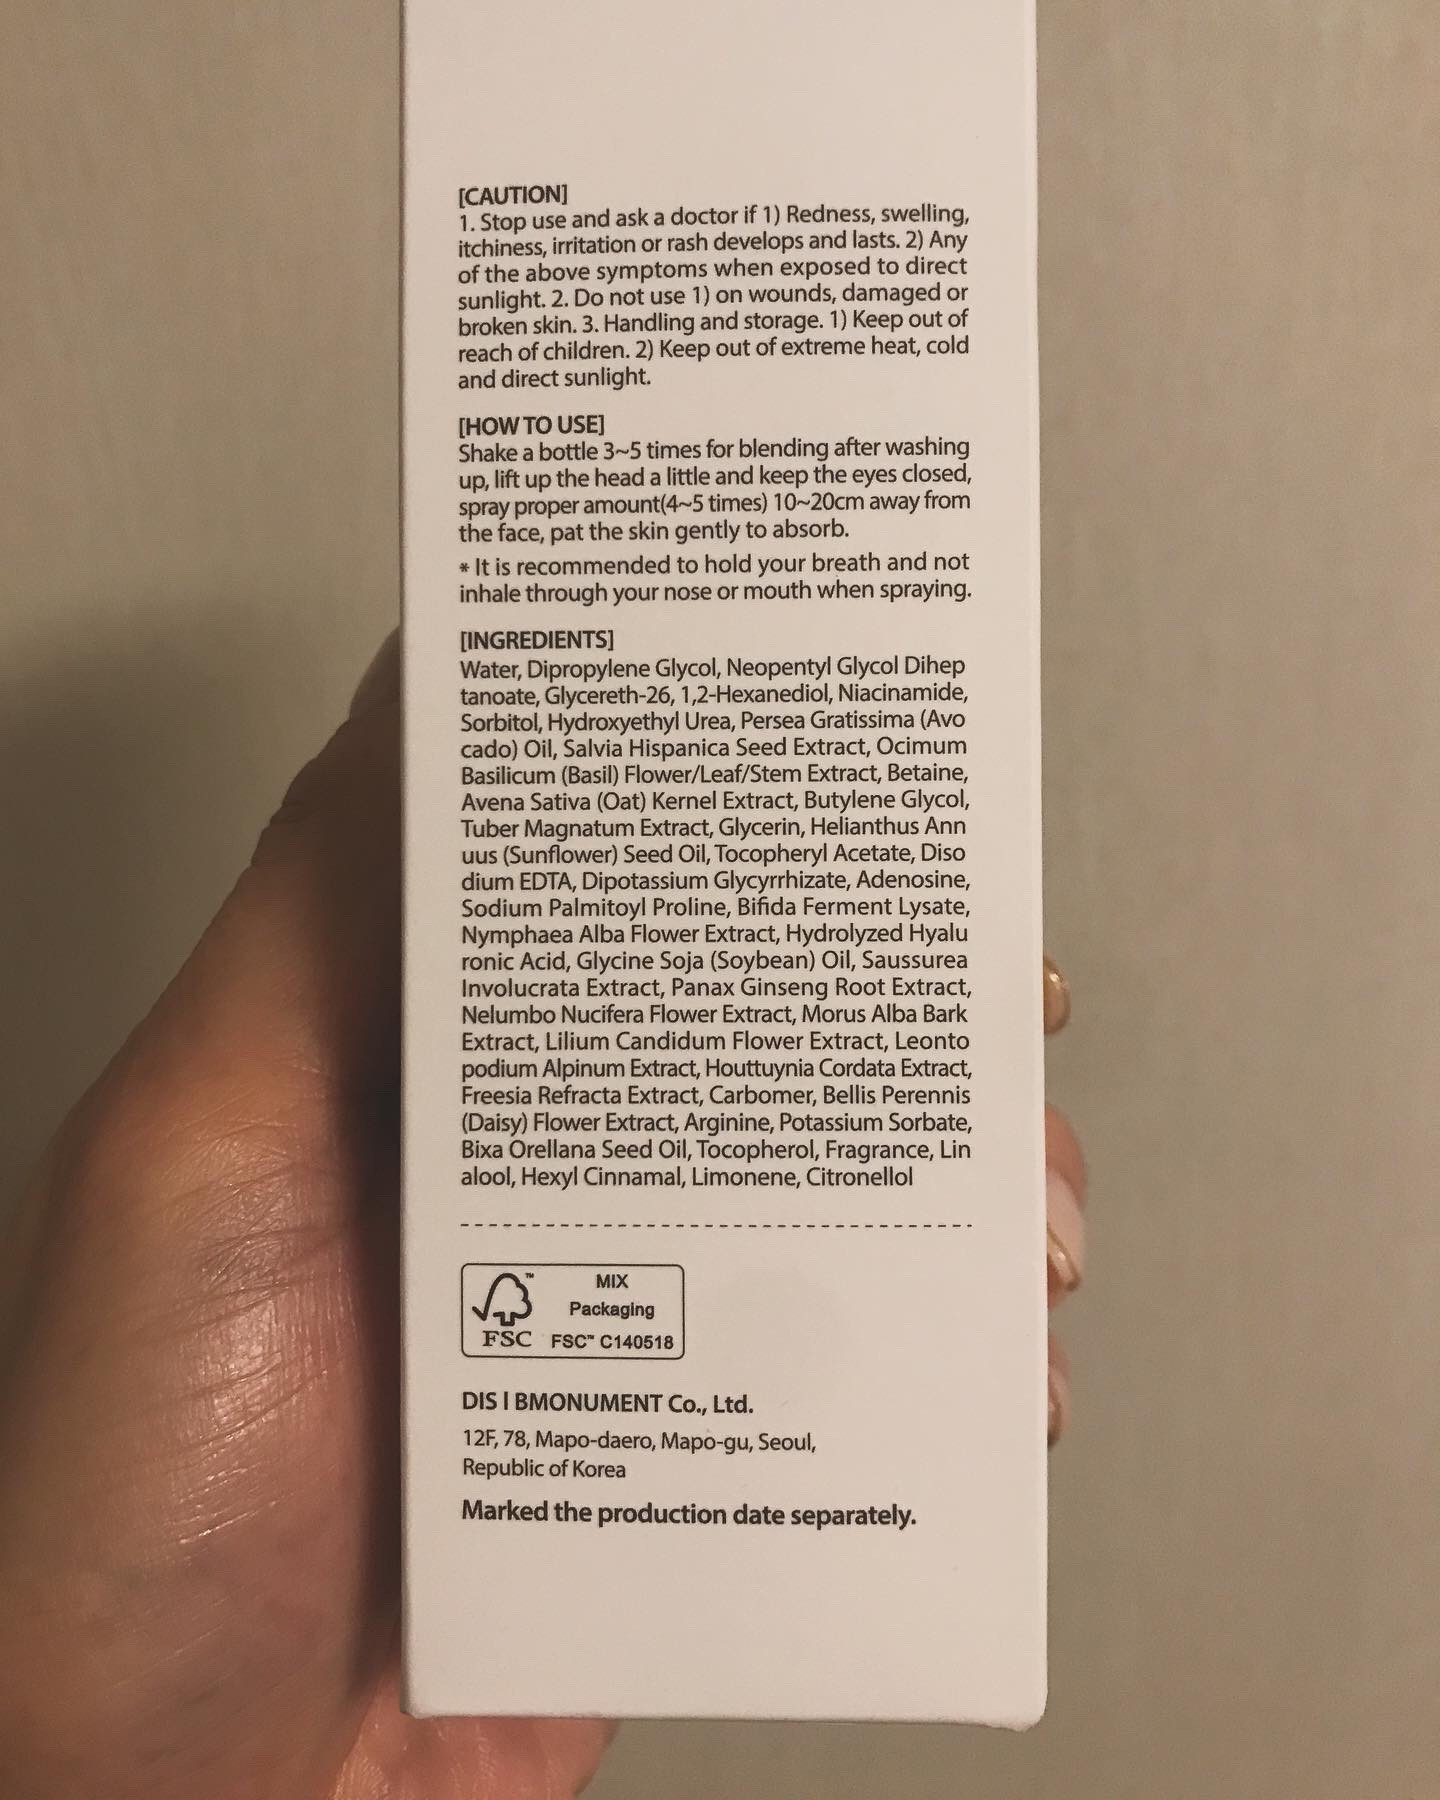 [CAUTION]
1. Stop use and ask a doctor if 1) Redness, swelling,
itchiness, irritation or rash develops and lasts. 2) Any
of the above symptoms when exposed to direct
sunlight. 2. Do not use 1) on wounds, damaged or
broken skin. 3. Handling and storage. 1) Keep out of
reach of children. 2) Keep out of extreme heat, cold
and direct sunlight.
[HOW TO USE]
Shake a bottle 3~5 times for blending after washing
up, lift up the head a little and keep the eyes closed,
spray proper amount(4~5 times) 10~20cm away from
the face, pat the skin gently to absorb.
* It is recommended to hold your breath and not
inhale through your nose or mouth when spraying.
[INGREDIENTS]
Water, Dipropylene Glycol, Neopentyl Glycol Dihep
tanoate, Glycereth-26, 1,2-Hexanediol, Niacinamide,
Sorbitol, Hydroxyethyl Urea, Persea Gratissima (Avo
cado) Oil, Salvia Hispanica Seed Extract, Ocimum
Basilicum (Basil) Flower/Leaf/Stem Extract, Betaine,
Avena Sativa (Oat) Kernel Extract, Butylene Glycol,
Tuber Magnatum Extract, Glycerin, Helianthus Ann
uus (Sunflower) Seed Oil, Tocopheryl Acetate, Diso
dium EDTA, Dipotassium Glycyrrhizate, Adenosine,
Sodium Palmitoyl Proline, Bifida Ferment Lysate,
Nymphaea Alba Flower Extract, Hydrolyzed Hyalu
ronic Acid, Glycine Soja (Soybean) Oil, Saussurea
Involucrata Extract, Panax Ginseng Root Extract,
Nelumbo Nucifera Flower Extract, Morus Alba Bark
Extract, Lilium Candidum Flower Extract, Leonto
podium Alpinum Extract, Houttuynia Cordata Extract,
Freesia Refracta Extract, Carbomer, Bellis Perennis
(Daisy) Flower Extract, Arginine, Potassium Sorbate,
Bixa Orellana Seed Oil, Tocopherol, Fragrance, Lin
alool, Hexyl Cinnamal, Limonene, Citronellol
MIX
Packaging
FSC FSC™ C140518
DIS | BMONUMENT Co., Ltd.
12F, 78, Mapo-daero, Mapo-gu, Seoul,
Republic of Korea
Marked the production date separately.